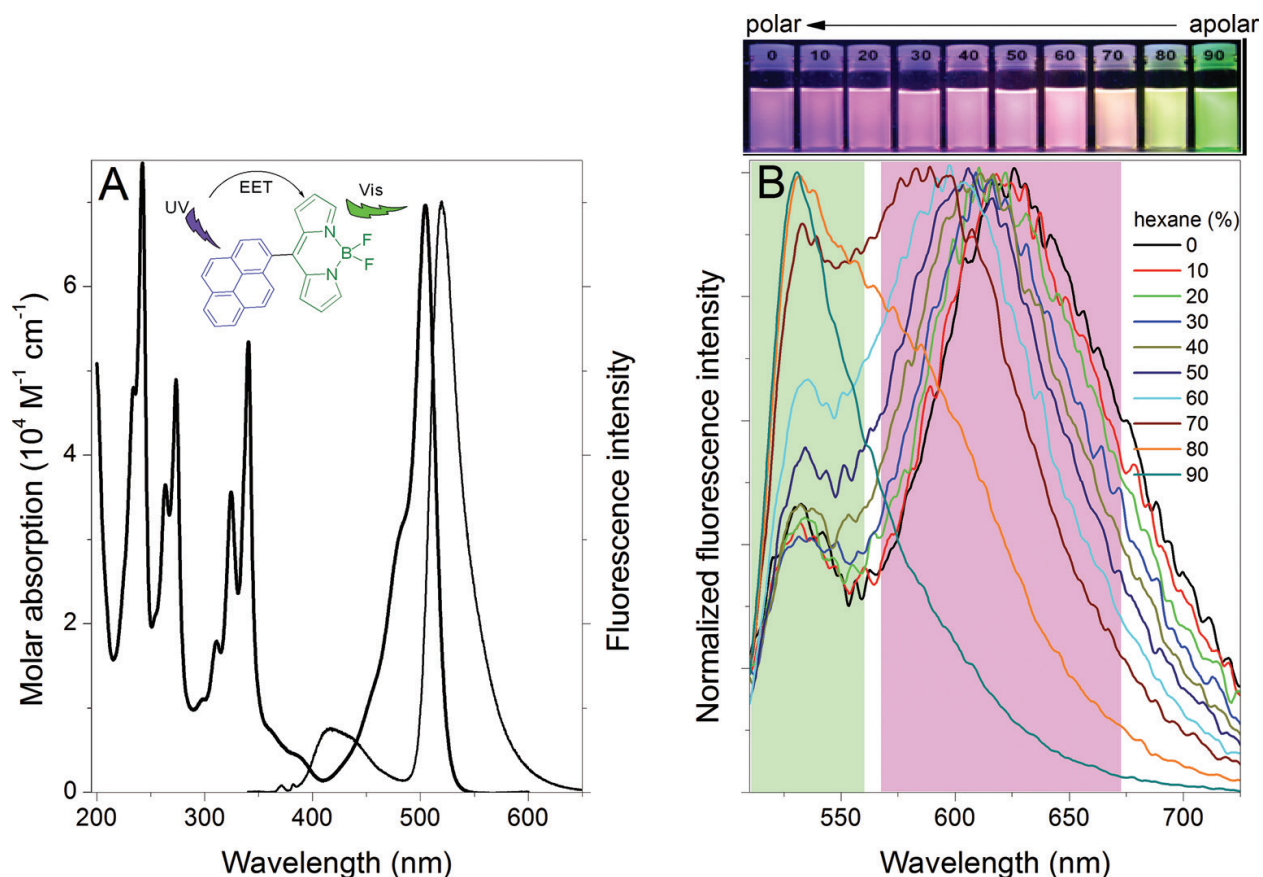 polar
apolar
0 10 20 30 40 50 60 70 80 90
A
B
EET
UV
Vis
N
B
F
N
F
hexane (%)
0
10
20
30
40
50
60
70
80
90
Molar absorption (10⁴ M⁻¹ cm⁻¹)
Fluorescence intensity
Normalized fluorescence intensity
6
4
2
0
200 300 400 500 600
550 600 650 700
Wavelength (nm)
Wavelength (nm)